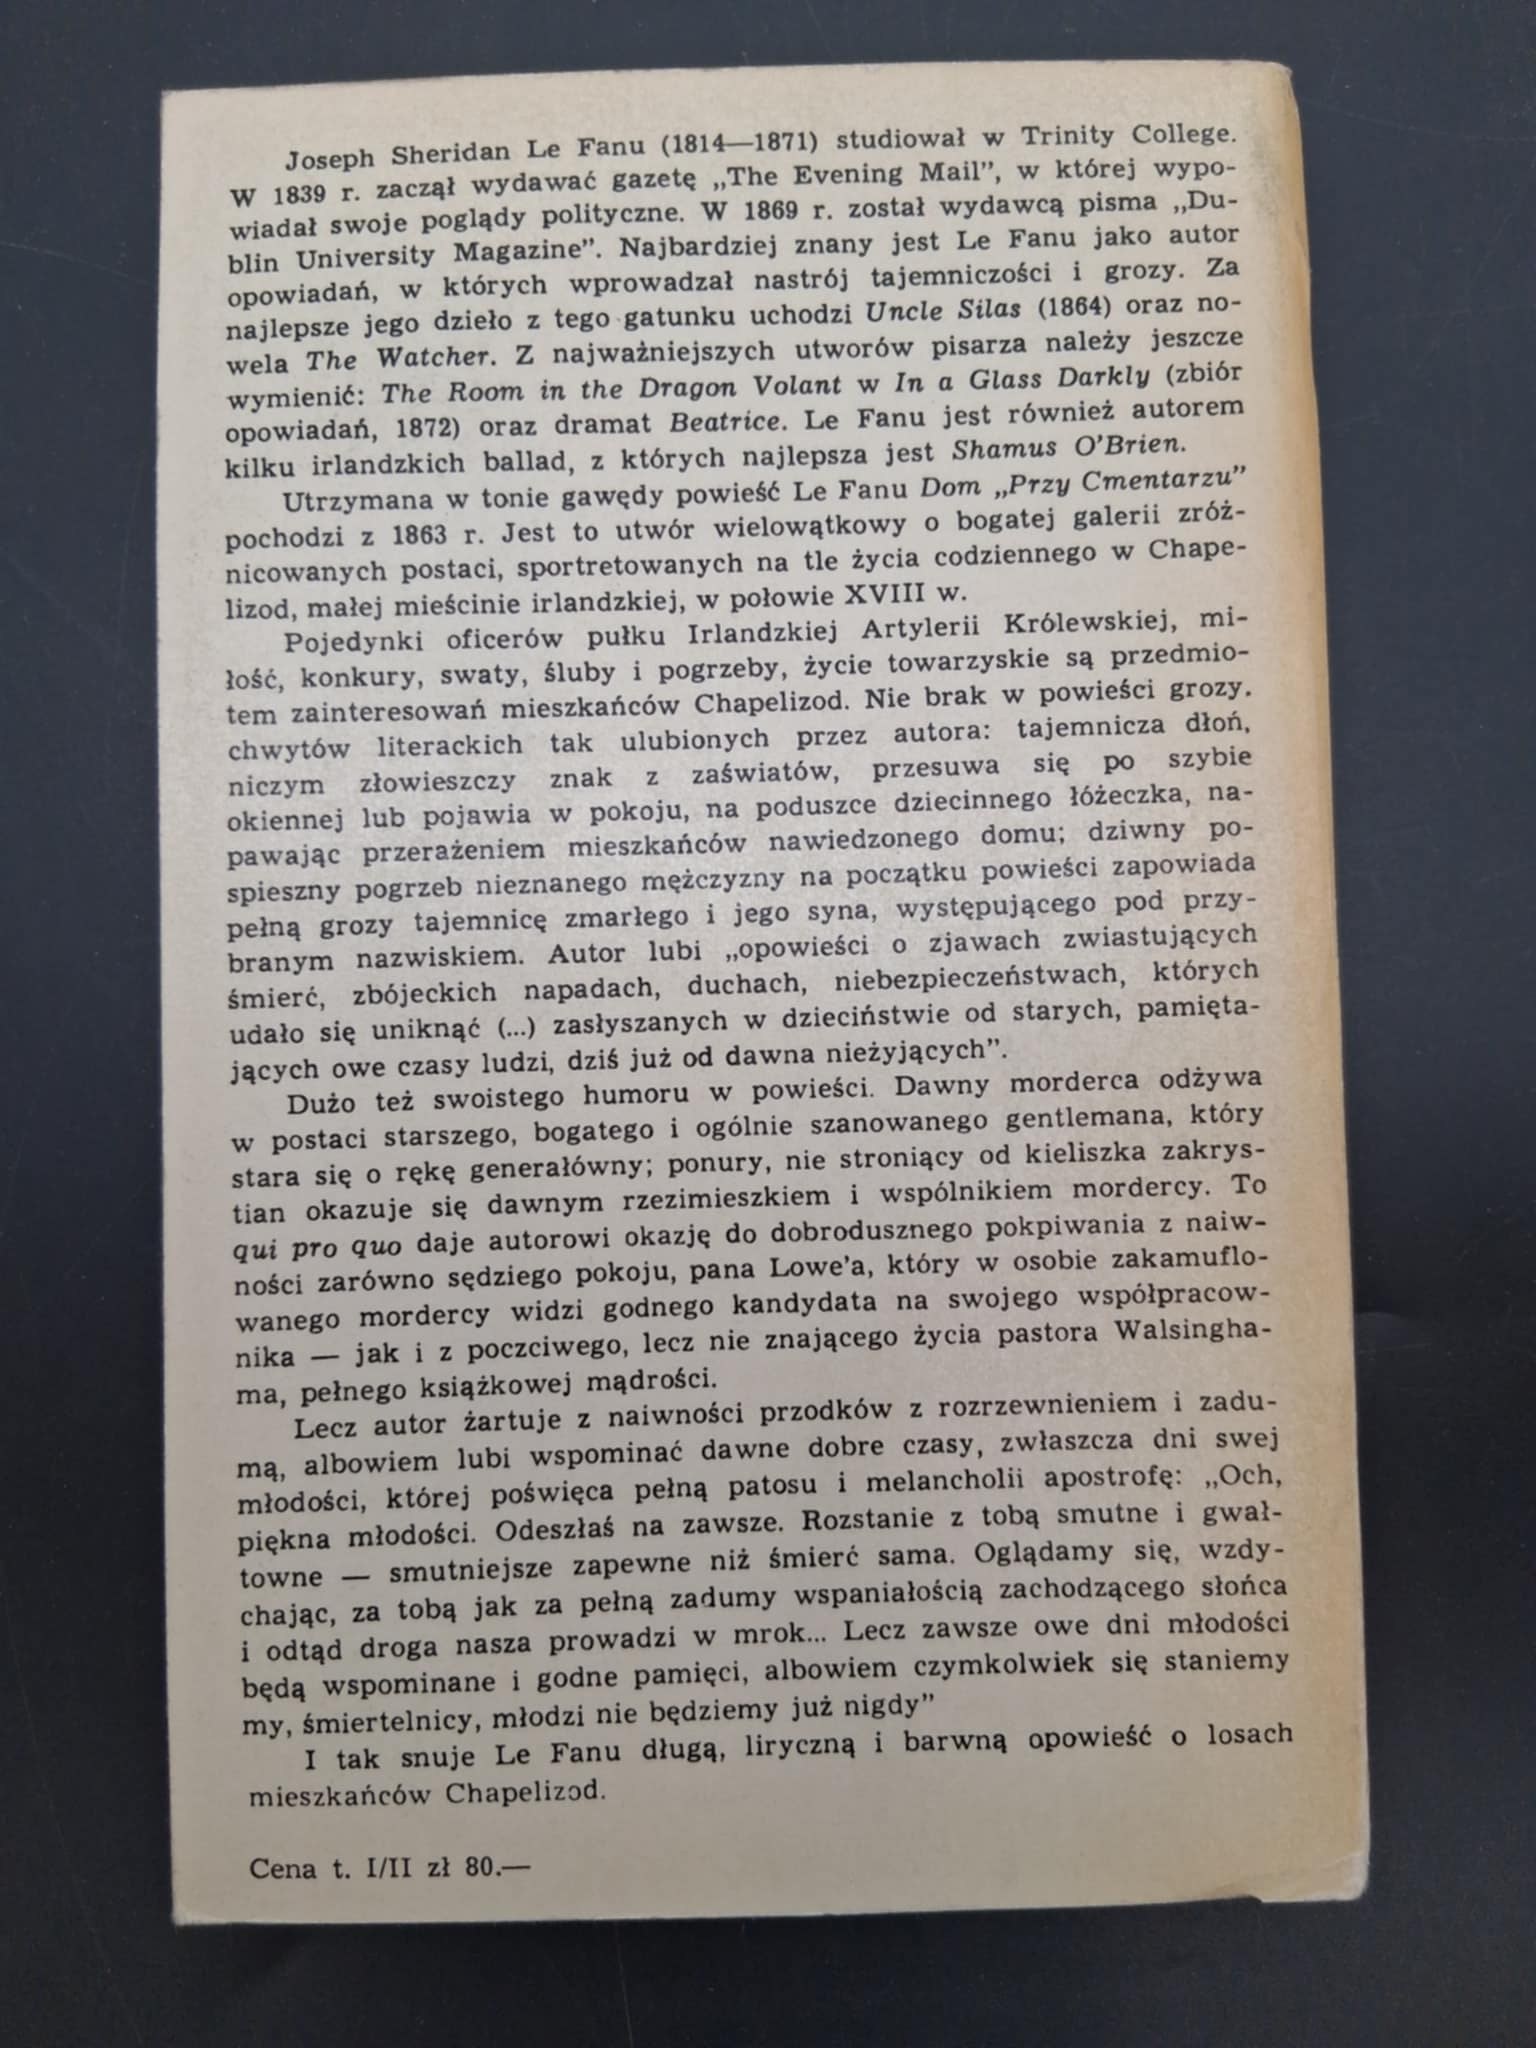 Joseph Sheridan Le Fanu (1814—1871) studiował w Trinity College.
W 1839 r. zaczął wydawać gazetę „The Evening Mail”, w której wypo-
wiadał swoje poglądy polityczne. W 1869 r. został wydawcą pisma „Du-
blin University Magazine”. Najbardziej znany jest Le Fanu jako autor
opowiadań, w których wprowadzał nastrój tajemniczości i grozy. Za
najlepsze jego dzieło z tego gatunku uchodzi Uncle Silas (1864) oraz no-
wela The Watcher. Z najważniejszych utworów pisarza należy jeszcze
wymienić: The Room in the Dragon Volant w In a Glass Darkly (zbiór
opowiadań, 1872) oraz dramat Beatrice. Le Fanu jest również autorem
kilku irlandzkich ballad, z których najlepsza jest Shamus O’Brien.
Utrzymana w tonie gawędy powieść Le Fanu Dom „Przy Cmentarzu”
pochodzi z 1863 r. Jest to utwór wielowątkowy o bogatej galerii zróż-
nicowanych postaci, sportretowanych na tle życia codziennego w Chape-
lizod, małej mieścinie irlandzkiej, w połowie XVIII w.
Pojedynki oficerów pułku Irlandzkiej Artylerii Królewskiej, mi-
łość, konkury, swaty, śluby i pogrzeby, życie towarzyskie są przedmio-
tem zainteresowań mieszkańców Chapelizod. Nie brak w powieści grozy,
chwytów literackich tak ulubionych przez autora: tajemnicza dłoń,
niczym złowieszczy znak z zaświatów, przesuwa się po szybie
okiennej lub pojawia w pokoju, na poduszce dziecinnego łóżeczka, na-
pawając przerażeniem mieszkańców nawiedzonego domu; dziwny po-
spieszny pogrzeb nieznanego mężczyzny na początku powieści zapowiada
pełną grozy tajemnicę zmarłego i jego syna, występującego pod przy-
branym nazwiskiem. Autor lubi „opowieści o zjawach zwiastujących
śmierć, zbójeckich napadach, duchach, niebezpieczeństwach, których
udało się uniknąć (...) zasłyszanych w dzieciństwie od starych, pamięta-
jących owe czasy ludzi, dziś już od dawna nieżyjących”.
Dużo też swoistego humoru w powieści. Dawny morderca odżywa
w postaci starszego, bogatego i ogólnie szanowanego gentlemana, który
stara się o rękę generałówny; ponury, nie stroniący od kieliszka zakrys-
tian okazuje się dawnym rzezimieszkiem i wspólnikiem mordercy. To
qui pro quo daje autorowi okazję do dobrodusznego pokpiwania z naiw-
ności zarówno sędziego pokoju, pana Lowe’a, który w osobie zakamuflo-
wanego mordercy widzi godnego kandydata na swojego współpracow-
nika — jak i z poczciwego, lecz nie znającego życia pastora Walsingha-
ma, pełnego książkowej mądrości.
Lecz autor żartuje z naiwności przodków z rozrzewnieniem i zadu-
mą, albowiem lubi wspominać dawne dobre czasy, zwłaszcza dni swej
młodości, której poświęca pełną patosu i melancholii apostrofę: „Och,
piękna młodości. Odeszłaś na zawsze. Rozstanie z tobą smutne i gwał-
towne — smutniejsze zapewne niż śmierć sama. Oglądamy się, wzdy-
chając, za tobą jak za pełną zadumy wspaniałością zachodzącego słońca
i odtąd droga nasza prowadzi w mrok... Lecz zawsze owe dni młodości
będą wspominane i godne pamięci, albowiem czymkolwiek się staniemy
my, śmiertelnicy, młodzi nie będziemy już nigdy”
I tak snuje Le Fanu długą, liryczną i barwną opowieść o losach
mieszkańców Chapelizod.
Cena t. I/II zł 80.—